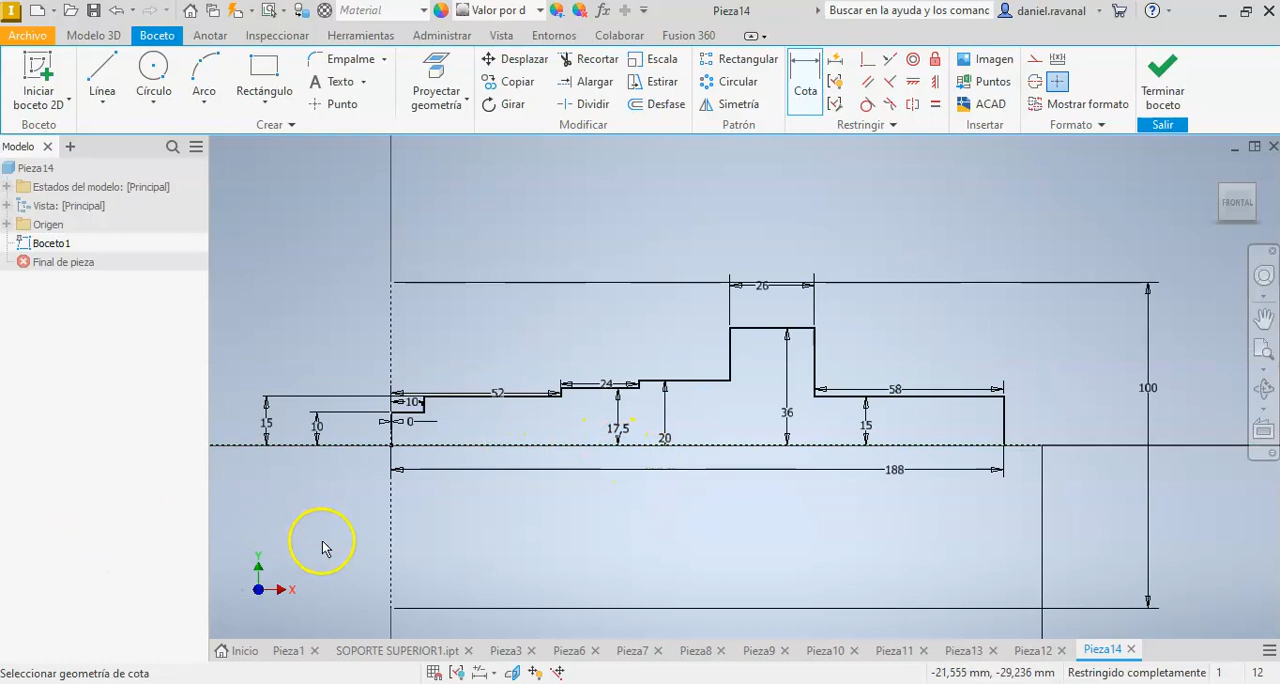 Material
Valor por d
Pieza14
Buscar en la ayuda y los comanc
daniel.ravanal
Archivo
Modelo 3D
Boceto
Anotar
Inspeccionar
Herramientas
Administrar
Vista
Entornos
Colaborar
Fusion 360
Iniciar
boceto 2D
Línea
Círculo
Arco
Rectángulo
Empalme
Texto
Punto
Proyectar
geometría
Desplazar
Copiar
Girar
Recortar
Alargar
Dividir
Escala
Estirar
Desfase
Rectangular
Circular
Simetría
Cota
Imagen
Puntos
ACAD
Mostrar formato
Terminar
boceto
Boceto
Crear
Modificar
Patrón
Restringir
Insertar
Formato
Salir
Modelo
Pieza14
Estados del modelo: [Principal]
Vista: [Principal]
Origen
Boceto1
Final de pieza
FRONTAL
26
24
52
10
0
15
10
17,5
20
36
15
58
100
188
Y
X
Inicio
Pieza1
SOPORTE SUPERIOR1.ipt
Pieza3
Pieza6
Pieza7
Pieza8
Pieza9
Pieza10
Pieza11
Pieza13
Pieza12
Pieza14
Seleccionar geometría de cota
-21,555 mm, -29,236 mm
Restringido completamente
1
12